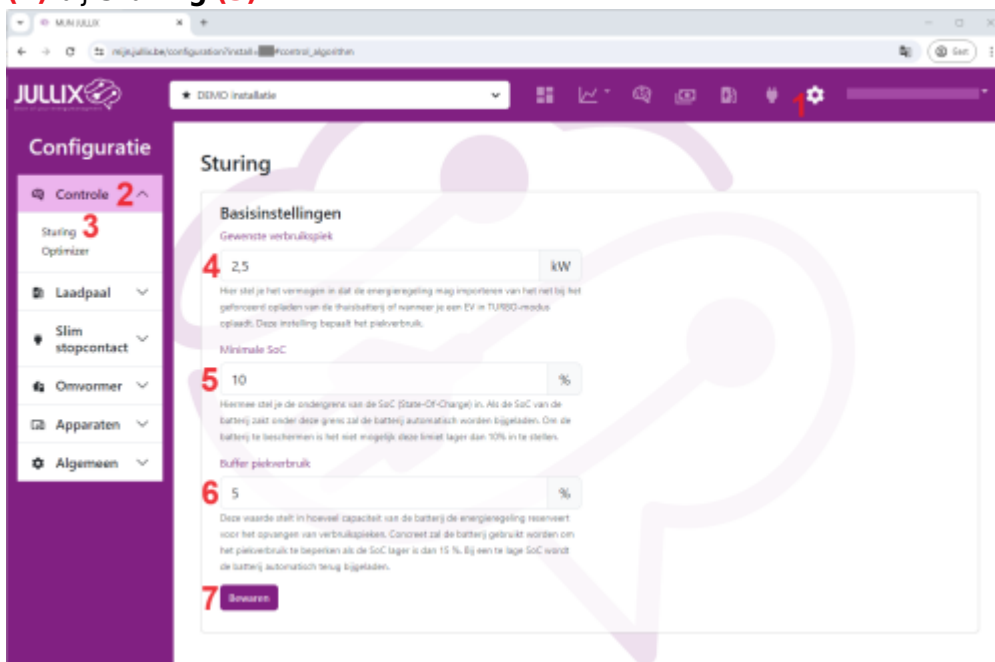 MIJN JULLIX
mijn.jullix.be/configuration?install= #control_algorithm
Gast
JULLIX
★ DEMO installatie
1
Configuratie
Controle 2
Sturing 3
Optimizer
Laadpaal
Slim
stopcontact
Omvormer
Apparaten
Algemeen
Sturing
Basisinstellingen
Gewenste verbruikspiek
4 2,5 kW
Hier stel je het vermogen in dat de energieregeling mag importeren van het net bij het
geforceerd opladen van de thuisbatterij of wanneer je een EV in TURBO-modus
oplaadt. Deze instelling bepaalt het piekverbruik.
Minimale SoC
5 10 %
Hiermee stel je de ondergrens van de SoC (State-Of-Charge) in. Als de SoC van de
batterij zakt onder deze grens zal de batterij automatisch worden bijgeladen. Om de
batterij te beschermen is het niet mogelijk deze limiet lager dan 10% in te stellen.
Buffer piekverbruik
6 5 %
Deze waarde stelt in hoeveel capaciteit van de batterij de energieregeling reserveert
voor het opvangen van verbruikspieken. Concreet zal de batterij gebruikt worden om
het piekverbruik te beperken als de SoC lager is dan 15 %. Bij een te lage SoC wordt
de batterij automatisch terug bijgeladen.
7 Bewaren